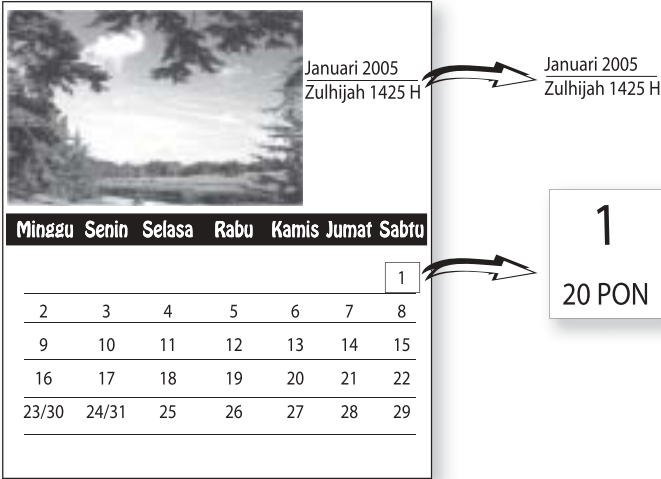 Januari 2005
Zulhijah 1425 H
Januari 2005
Zulhijah 1425 H
Minggu Senin Selasa Rabu Kamis Jumat Sabtu
1
2 3 4 5 6 7 8
9 10 11 12 13 14 15
16 17 18 19 20 21 22
23/30 24/31 25 26 27 28 29
1
20 PON